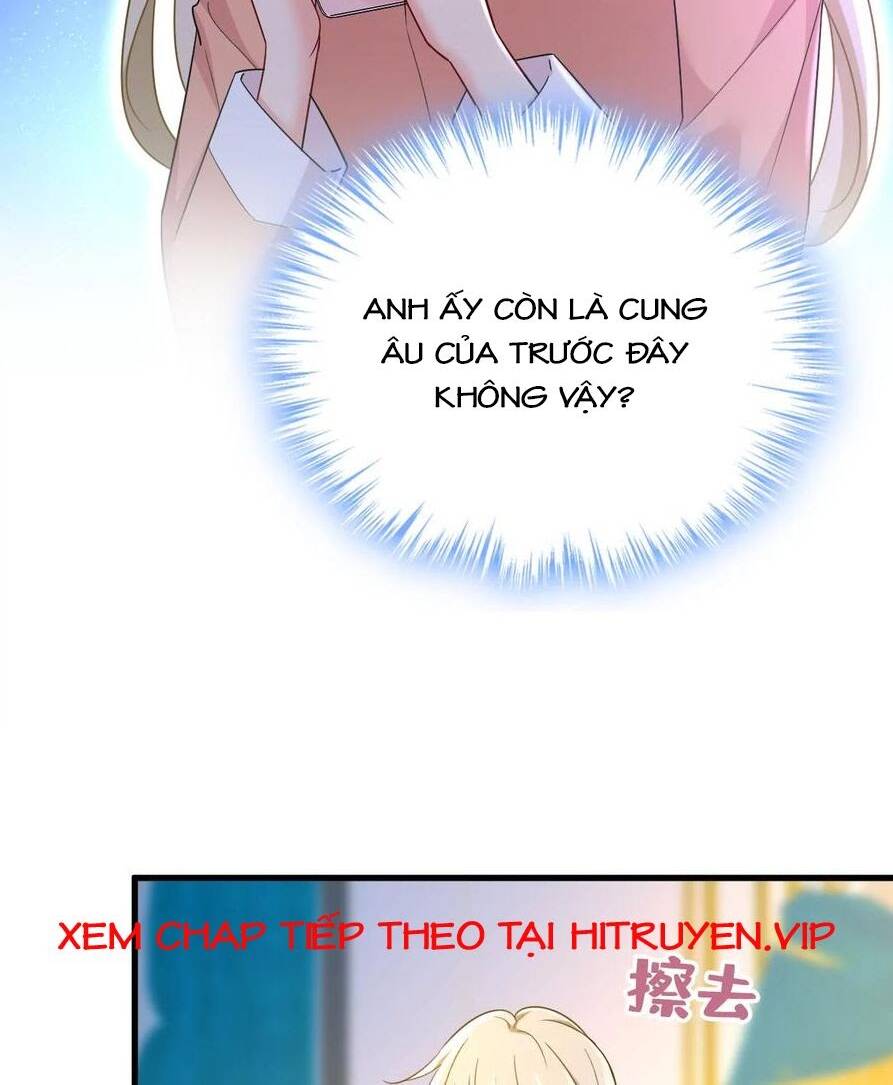 ANH ẤY CÒN LÀ CUNG
ÂU CỦA TRƯỚC ĐÂY
KHÔNG VẬY?
XEM CHAP TIẾP THEO TẠI HITRUYEN.VIP
擦去